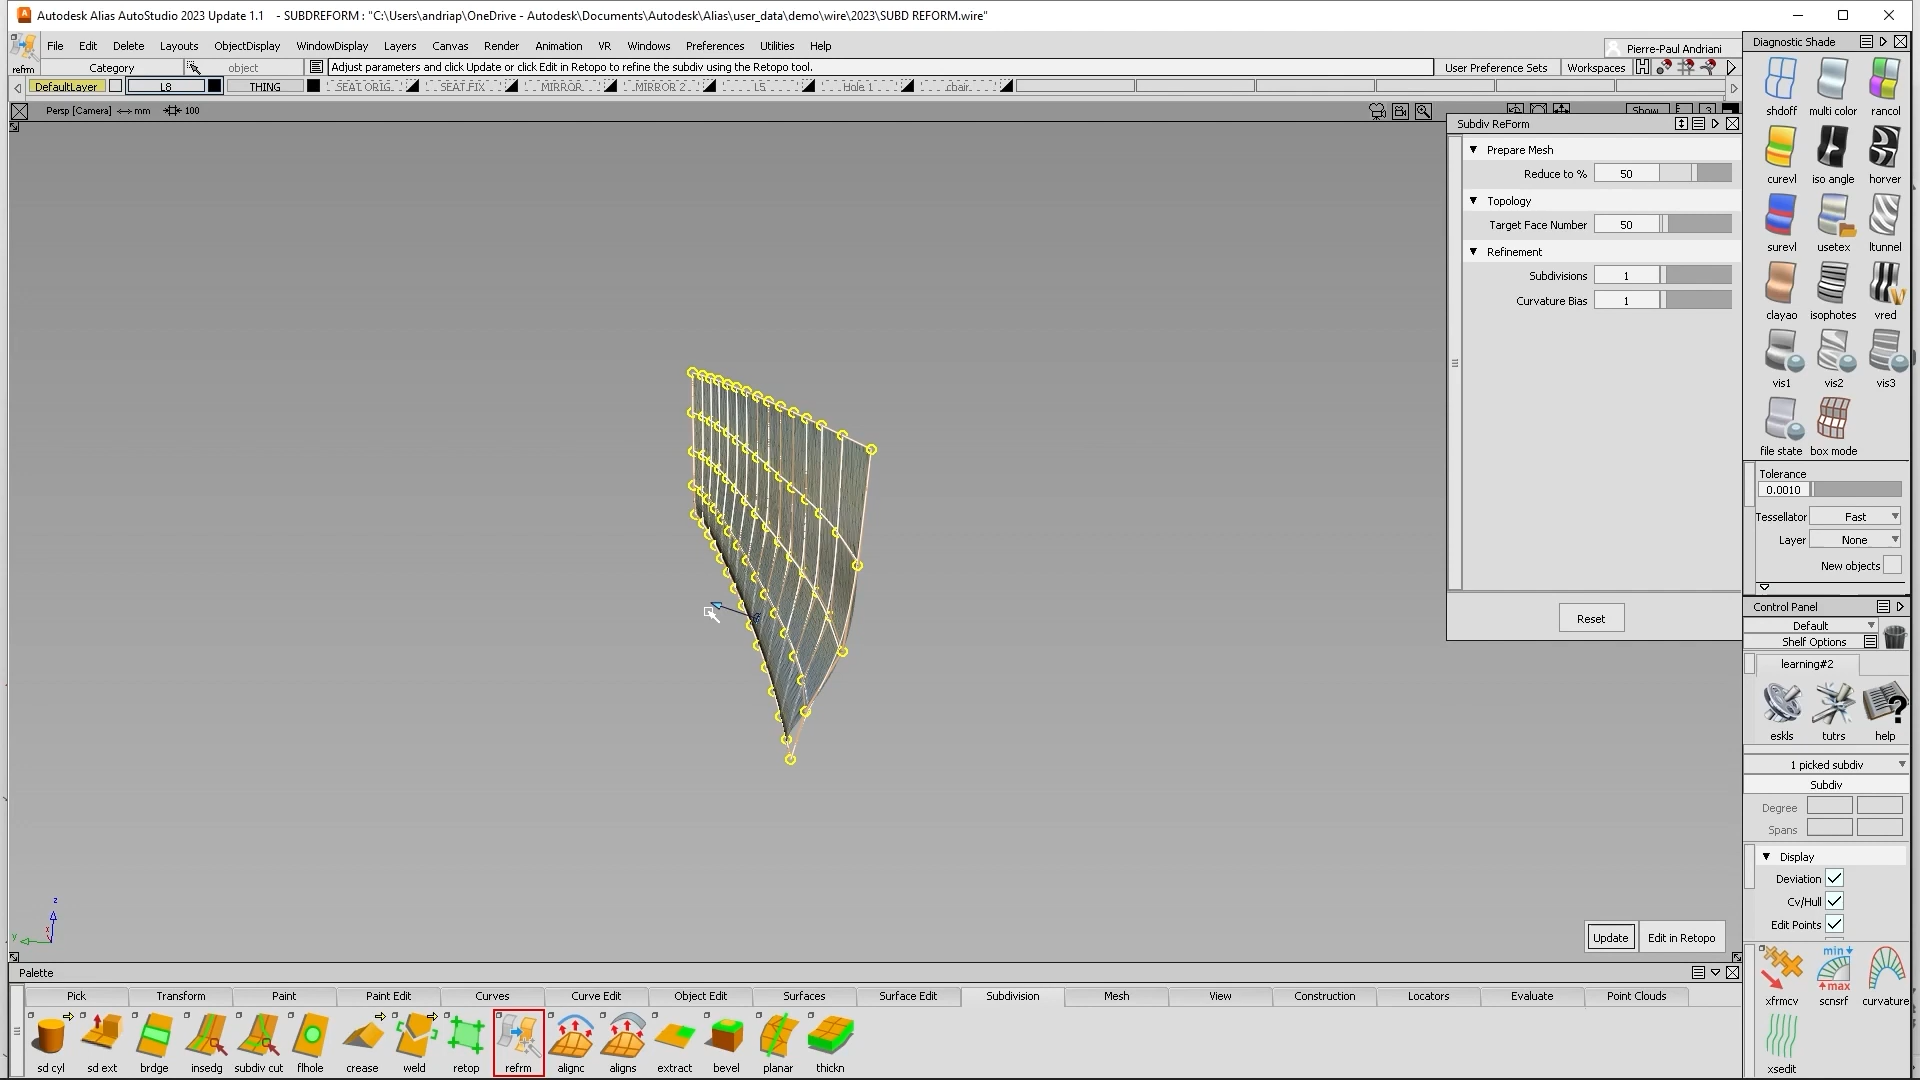 Autodesk Alias AutoStudio 2023 Update 1.1 - SUBDREFORM : "C:\Users\andriap\OneDrive - Autodesk\Documents\Autodesk\Alias\user_data\demo\wire\2023\SUBD REFORM.wire"
File Edit Delete Layouts ObjectDisplay WindowDisplay Layers Canvas Render Animation VR Windows Preferences Utilities Help
Pierre-Paul Andriani
refrm Category object Adjust parameters and click Update or click Edit in Retopo to refine the subdiv using the Retopo tool. User Preference Sets Workspaces
DefaultLayer L8 THING SEAT ORIG. SEAT FIX MIRROR MIRROR 2 L5 Hole 1 chair
Persp [Camera] mm 100 Show
Subdiv ReForm
Prepare Mesh
Reduce to % 50
Topology
Target Face Number 50
Refinement
Subdivisions 1
Curvature Bias 1
Reset
Update Edit in Retopo
z
y
x
Diagnostic Shade
shdoff multi color rancol
curevl iso angle horver
surevl usetex ltunnel
clayao isophotes vred
vis1 vis2 vis3
file state box mode
Tolerance
0.0010
Tessellator Fast
Layer None
New objects
Control Panel
Default
Shelf Options
learning#2
eskls tutrs help
1 picked subdiv
Subdiv
Degree
Spans
Display
Deviation
Cv/Hull
Edit Points
min
max
xfrmcv scnsrf curvature
xsedit
Palette
Pick Transform Paint Paint Edit Curves Curve Edit Object Edit Surfaces Surface Edit Subdivision Mesh View Construction Locators Evaluate Point Clouds
sd cyl sd ext brdge insedg subdiv cut flhole crease weld retop refrm alignc aligns extract bevel planar thickn